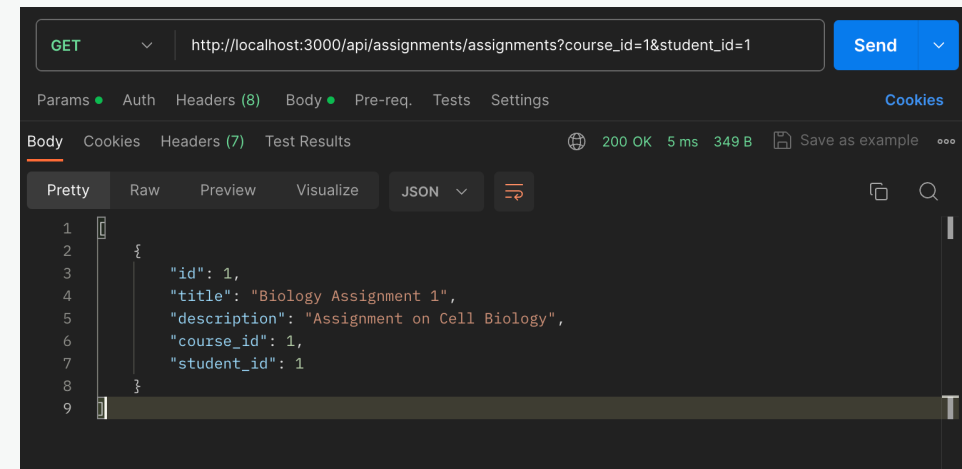 GET http://localhost:3000/api/assignments/assignments?course_id=1&student_id=1 Send
Params Auth Headers (8) Body Pre-req. Tests Settings Cookies
Body Cookies Headers (7) Test Results 200 OK 5 ms 349 B Save as example
Pretty Raw Preview Visualize JSON
1 [
2 {
3 "id": 1,
4 "title": "Biology Assignment 1",
5 "description": "Assignment on Cell Biology",
6 "course_id": 1,
7 "student_id": 1
8 }
9 ]